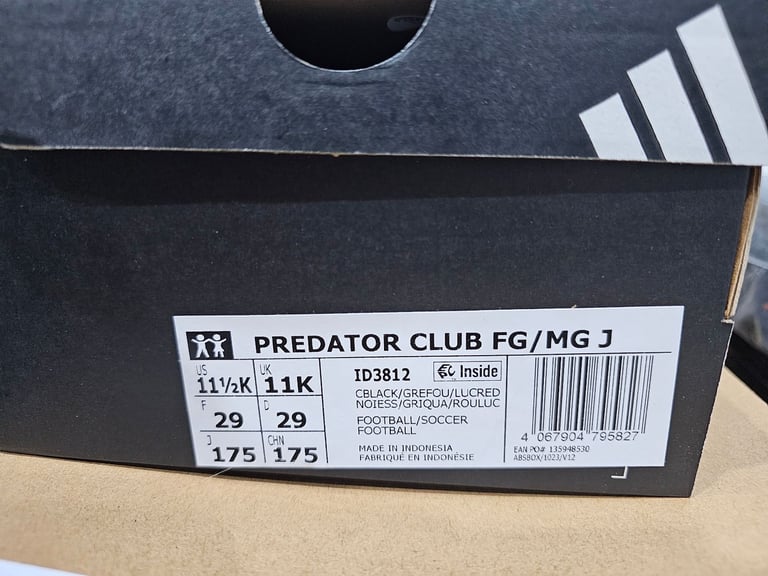 PREDATOR CLUB FG/MG J
US
11½K
UK
11K
F
29
D
29
J
175
CHN
175
ID3812
Inside
CBLACK/GREFOU/LUCRED
NOIESS/GRIQUA/ROULUC
FOOTBALL/SOCCER
FOOTBALL
MADE IN INDONESIA
FABRIQUÉ EN INDONÉSIE
4 067904 795827
EAN PO# 135948530
ABSBOX/1023/V12